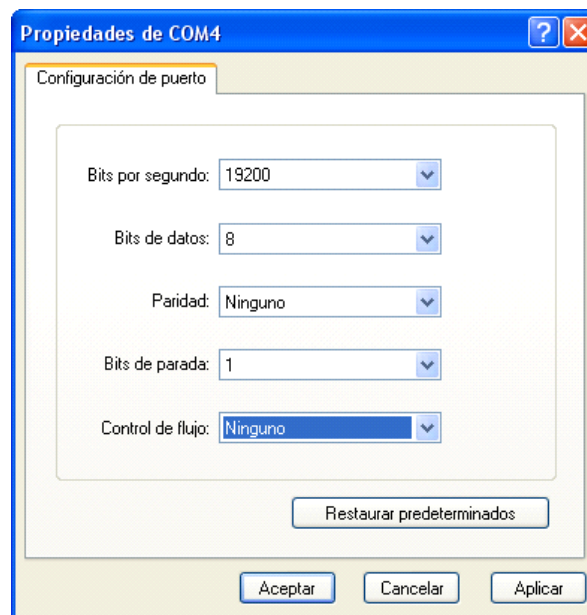 Propiedades de COM4
Configuración de puerto
Bits por segundo: 19200
Bits de datos: 8
Paridad: Ninguno
Bits de parada: 1
Control de flujo: Ninguno
Restaurar predeterminados
Aceptar Cancelar Aplicar